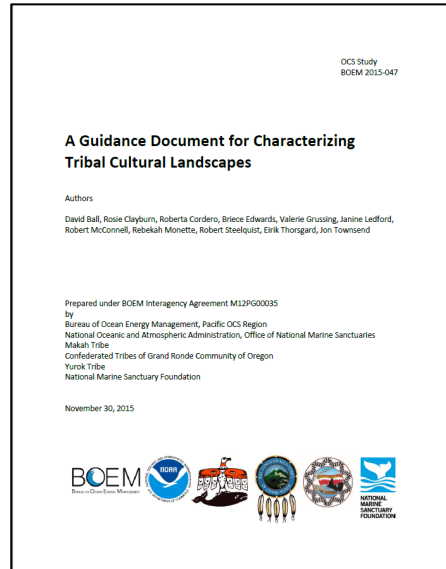 OCS Study
BOEM 2015-047
A Guidance Document for Characterizing
Tribal Cultural Landscapes
Authors
David Ball, Rosie Clayburn, Roberta Cordero, Briece Edwards, Valerie Grussing, Janine Ledford,
Robert McConnell, Rebekah Monette, Robert Steelquist, Eirik Thorsgard, Jon Townsend
Prepared under BOEM Interagency Agreement M12PG00035
by
Bureau of Ocean Energy Management, Pacific OCS Region
National Oceanic and Atmospheric Administration, Office of National Marine Sanctuaries
Makah Tribe
Confederated Tribes of Grand Ronde Community of Oregon
Yurok Tribe
National Marine Sanctuary Foundation
November 30, 2015
BOEM
BUREAU OF OCEAN ENERGY MANAGEMENT
NOAA
NATIONAL
MARINE
SANCTUARY
FOUNDATION